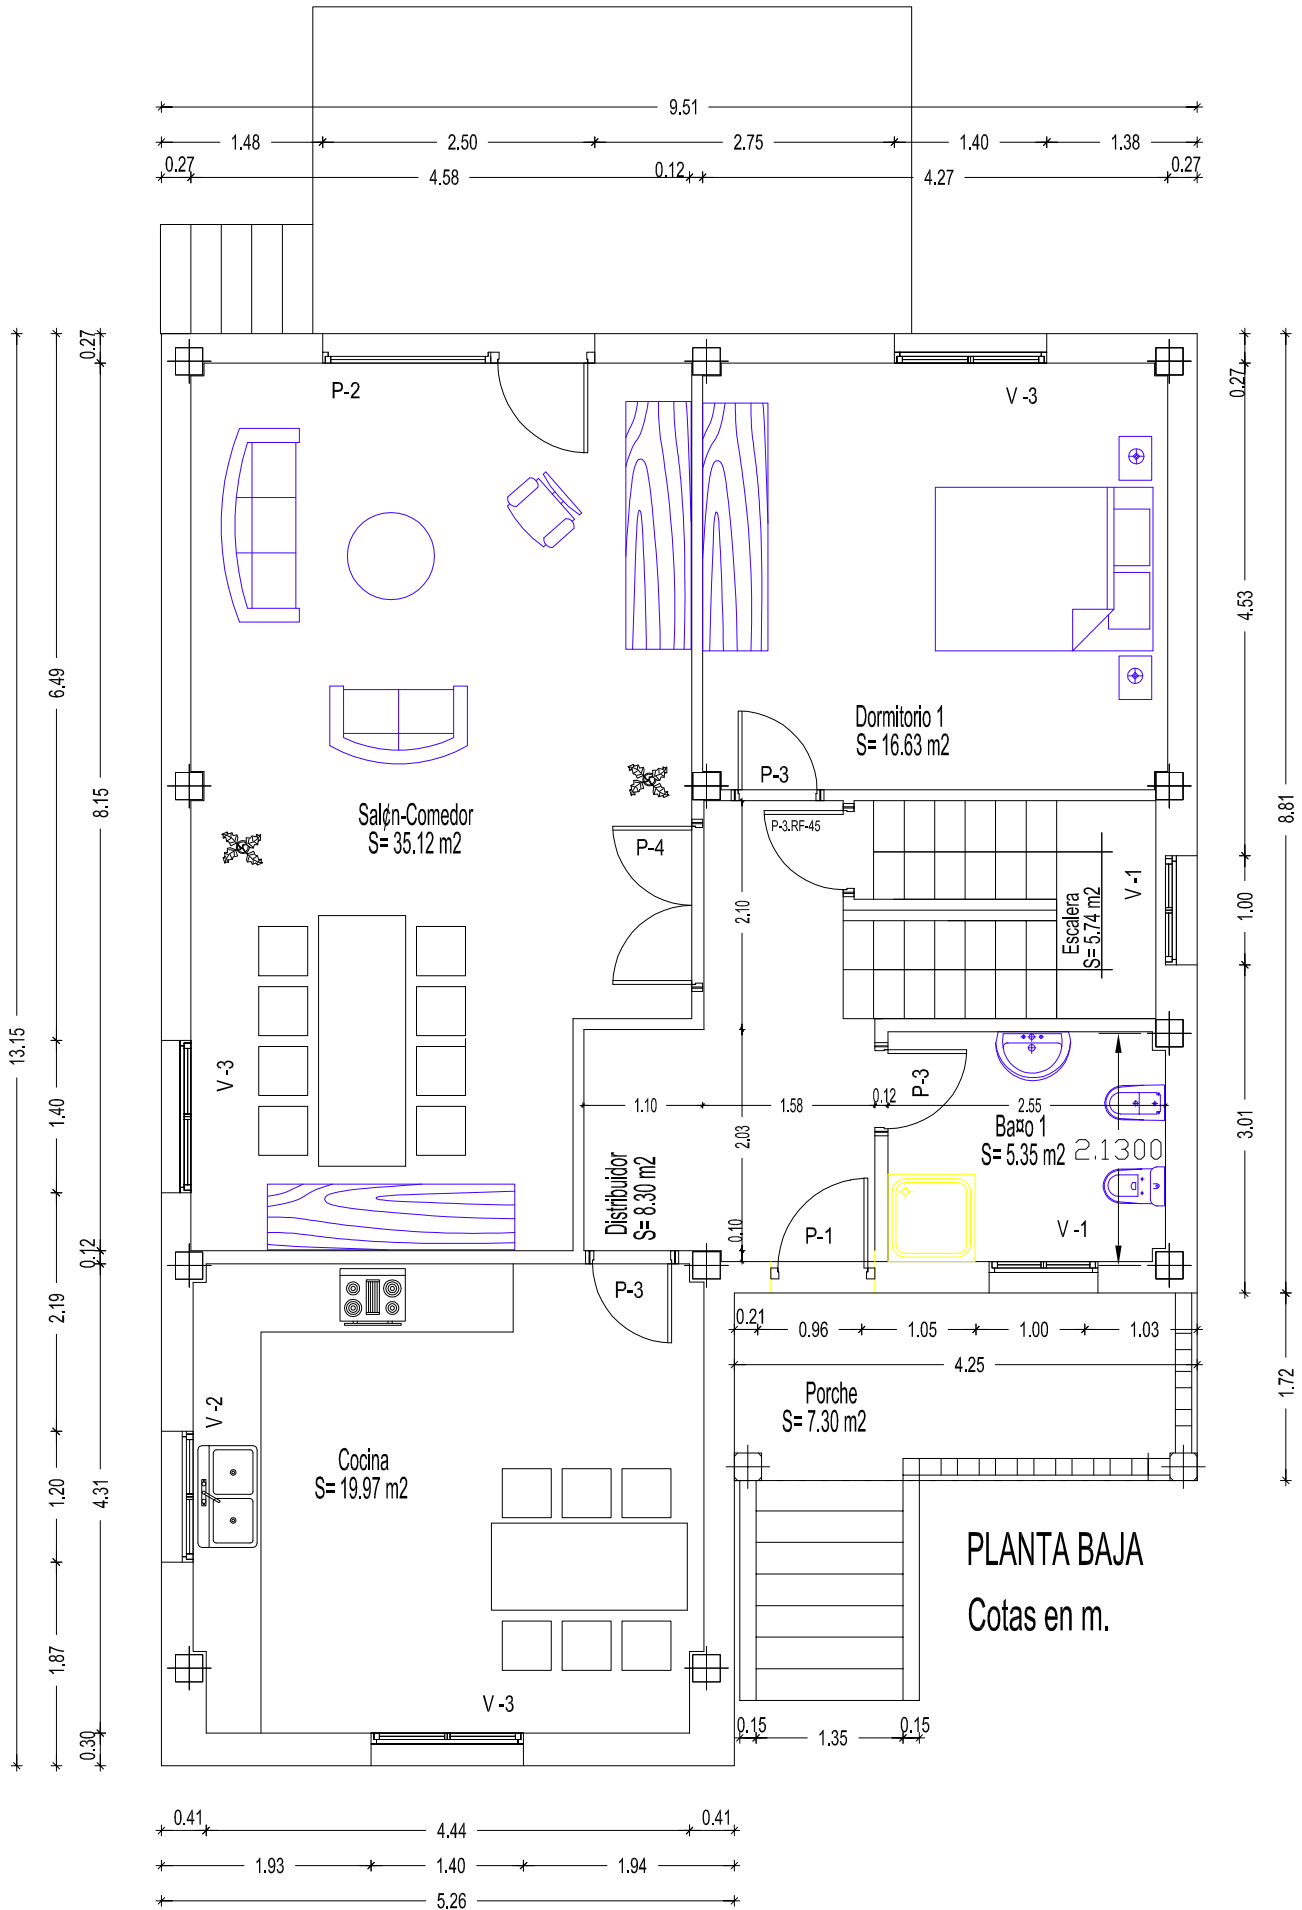 9.51
1.48 2.50 2.75 1.40 1.38
0.27 4.58 0.12 4.27 0.27
0.27
P-2
V -3
0.27
4.53
6.49
Dormitorio 1
S= 16.63 m2
P-3
8.15
Sal¢n-Comedor
S= 35.12 m2
P-3.RF-45
P-4
8.81
V -1
1.00
Escalera
S= 5.74 m2
2.10
13.15
V -3
1.40
P-3
1.10 1.58 0.12 2.55
Ba¤o 1
S= 5.35 m2
2.1300
3.01
2.03
Distribuidor
S= 8.30 m2
0.10
P-1
V -1
0.12
P-3
2.19
0.21 0.96 1.05 1.00 1.03
4.25
1.72
Porche
S= 7.30 m2
V -2
Cocina
S= 19.97 m2
1.20
4.31
PLANTA BAJA
Cotas en m.
1.87
V -3
0.30
0.15 1.35 0.15
0.41 4.44 0.41
1.93 1.40 1.94
5.26